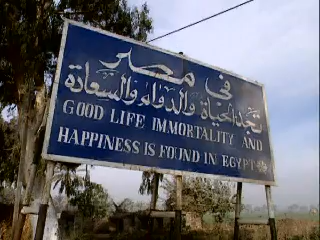 في مصر
تجد الحياة والدوام والسعادة
GOOD LIFE IMMORTALITY AND
HAPPINESS IS FOUND IN EGYPT